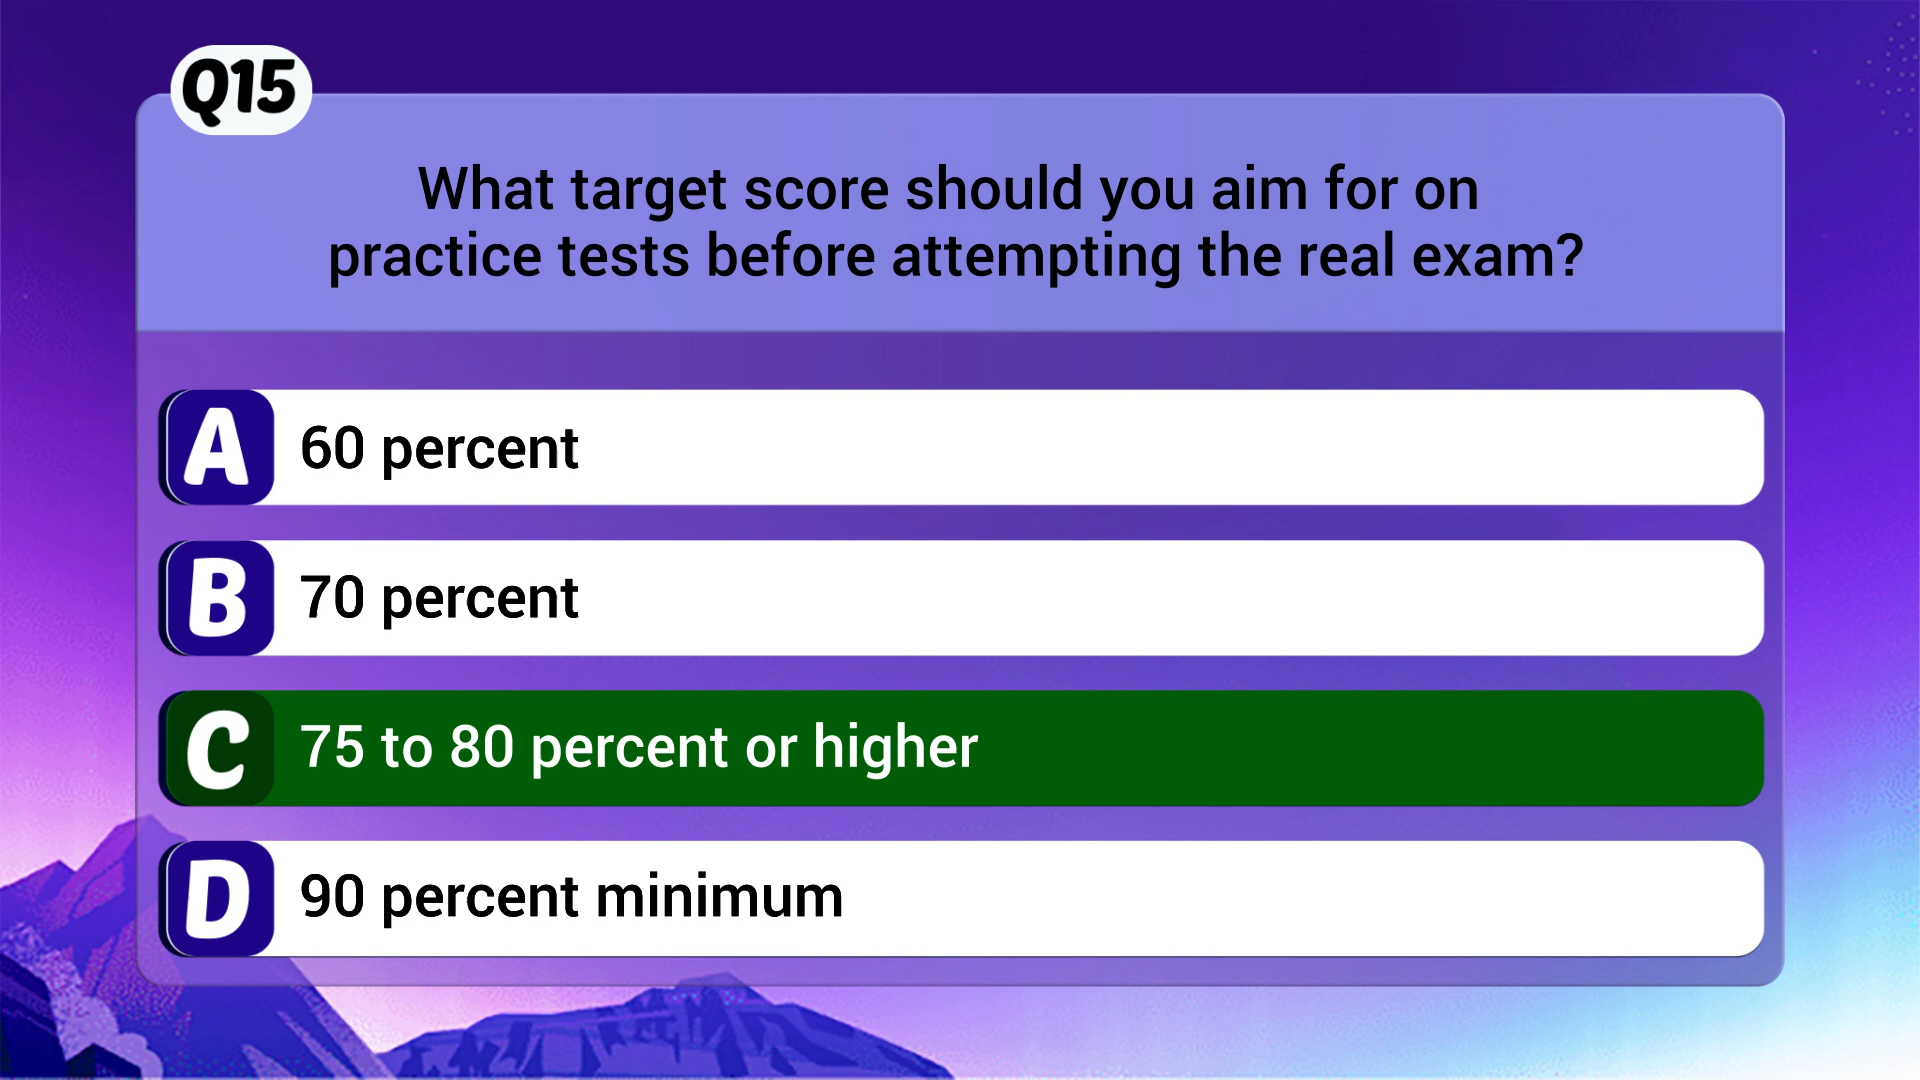 Q15
What target score should you aim for on
practice tests before attempting the real exam?
A 60 percent
B 70 percent
C 75 to 80 percent or higher
D 90 percent minimum